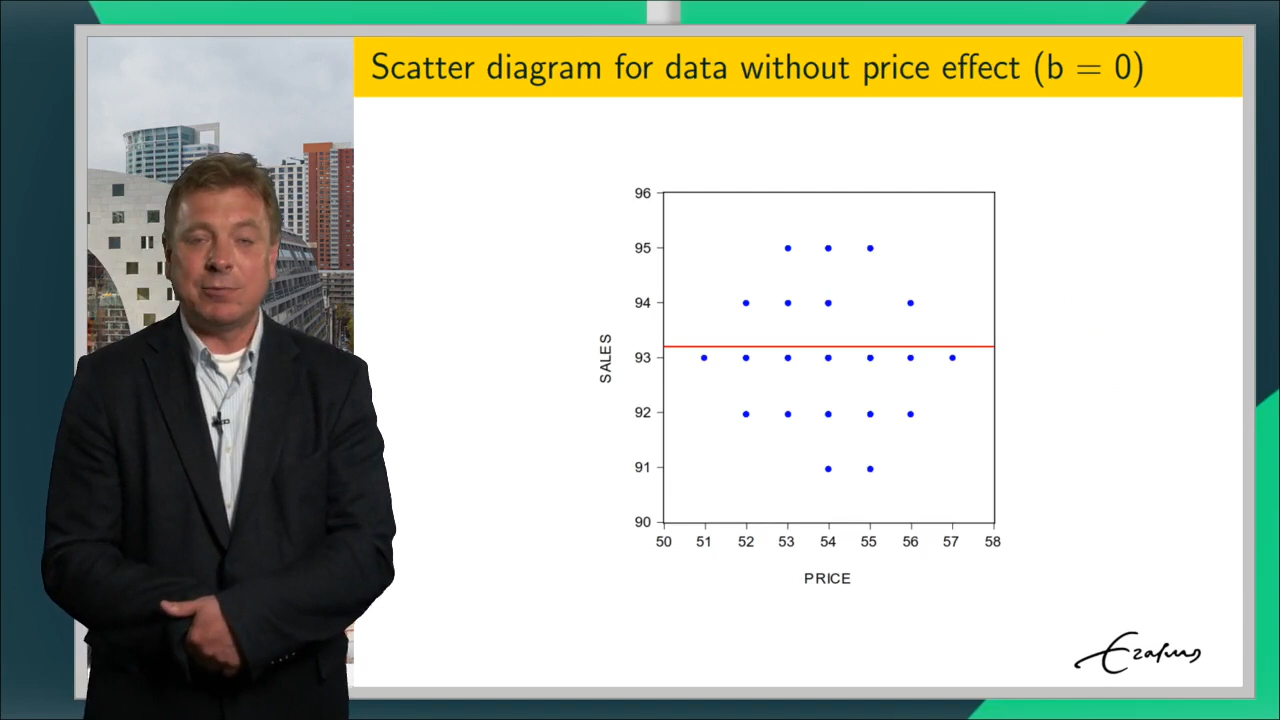 Scatter diagram for data without price effect (b = 0)
96
95
94
93
92
91
90
SALES
50 51 52 53 54 55 56 57 58
PRICE
Erasmus